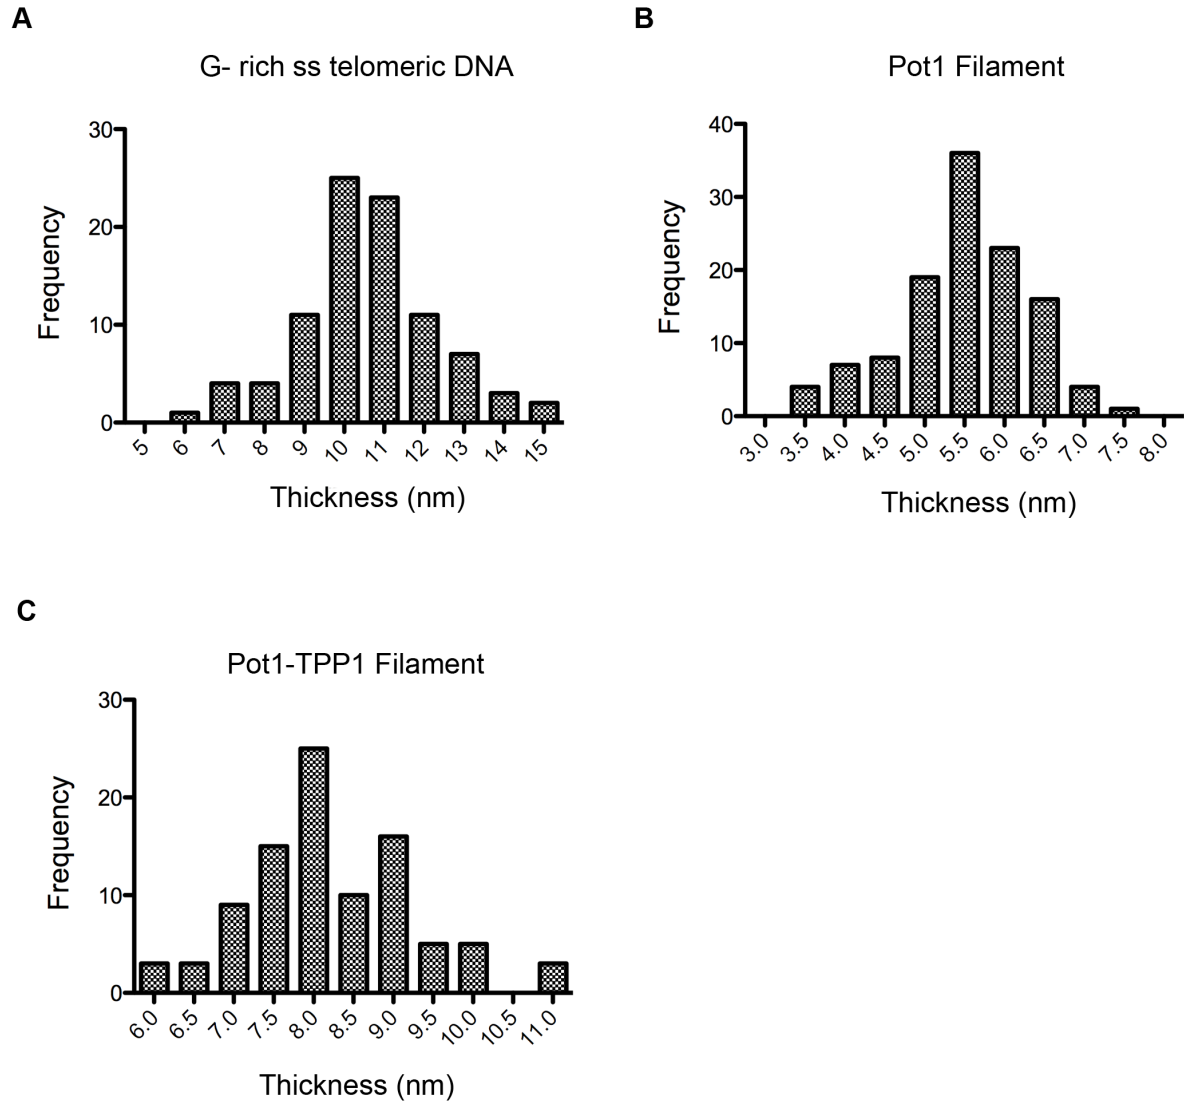 A
G- rich ss telomeric DNA
30
20
10
0
Frequency
5 6 7 8 9 10 11 12 13 14 15
Thickness (nm)
B
Pot1 Filament
40
30
20
10
0
Frequency
3.0 3.5 4.0 4.5 5.0 5.5 6.0 6.5 7.0 7.5 8.0
Thickness (nm)
C
Pot1-TPP1 Filament
30
20
10
0
Frequency
6.0 6.5 7.0 7.5 8.0 8.5 9.0 9.5 10.0 10.5 11.0
Thickness (nm)